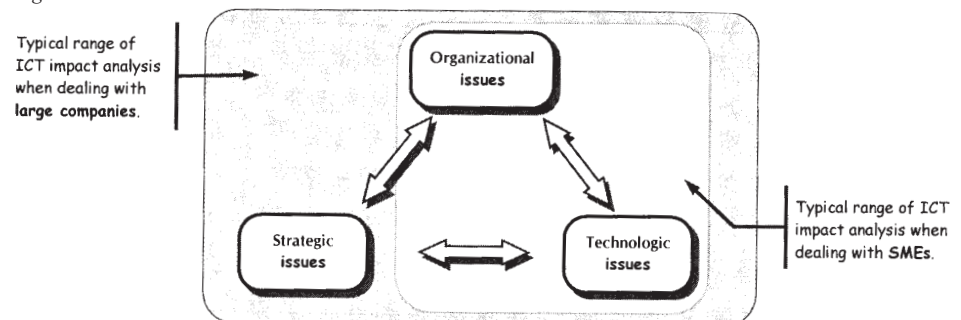 Typical range of
ICT impact analysis
when dealing with
large companies.
Organizational
issues
Strategic
issues
Technologic
issues
Typical range of ICT
impact analysis when
dealing with SMEs.